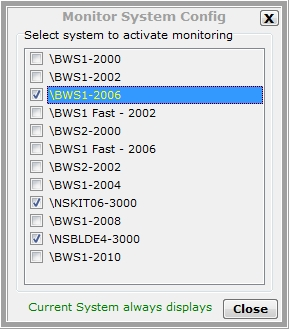 Monitor System Config
X
Select system to activate monitoring
\BWS1-2000
\BWS1-2002
\BWS1-2006
\BWS1 Fast - 2002
\BWS2-2000
\BWS1 Fast - 2006
\BWS2-2002
\BWS1-2004
\NSKIT06-3000
\BWS1-2008
\NSBLDE4-3000
\BWS1-2010
Current System always displays
Close